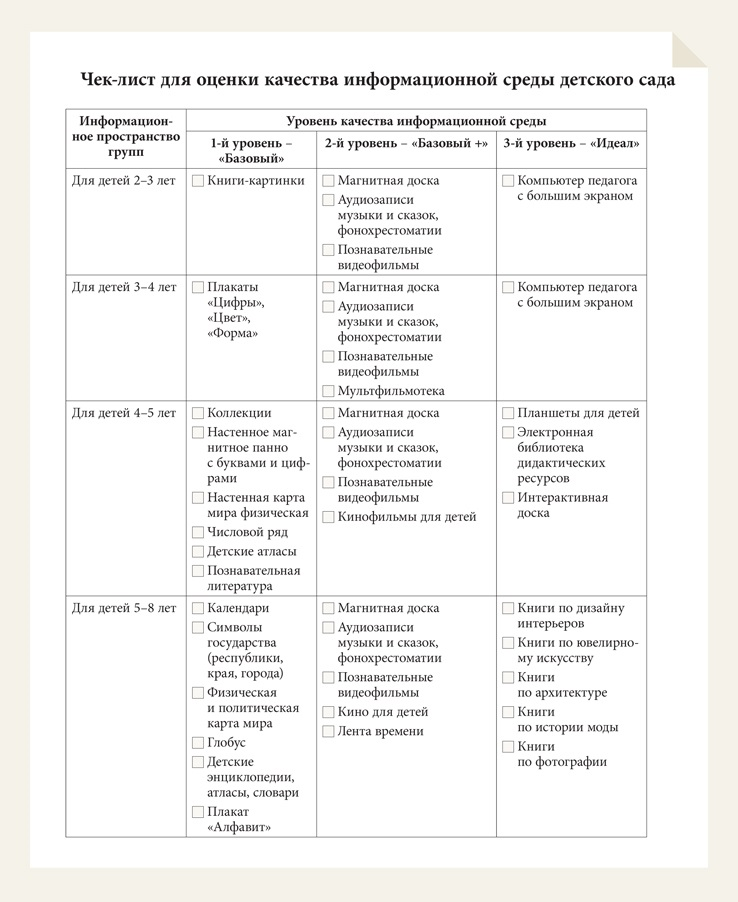 Чек-лист для оценки качества информационной среды детского сада
Информацион-
ное пространство
групп
Уровень качества информационной среды
1-й уровень –
«Базовый»
2-й уровень – «Базовый +»
3-й уровень – «Идеал»
Для детей 2–3 лет
Книги-картинки
Магнитная доска
Аудиозаписи
музыки и сказок,
фонохрестоматии
Познавательные
видеофильмы
Компьютер педагога
с большим экраном
Для детей 3–4 лет
Плакаты
«Цифры»,
«Цвет»,
«Форма»
Магнитная доска
Аудиозаписи
музыки и сказок,
фонохрестоматии
Познавательные
видеофильмы
Мультфильмотека
Компьютер педагога
с большим экраном
Для детей 4–5 лет
Коллекции
Настенное маг-
нитное панно
с буквами и циф-
рами
Настенная карта
мира физическая
Числовой ряд
Детские атласы
Познавательная
литература
Магнитная доска
Аудиозаписи
музыки и сказок,
фонохрестоматии
Познавательные
видеофильмы
Кинофильмы для детей
Планшеты для детей
Электронная
библиотека
дидактических
ресурсов
Интерактивная
доска
Для детей 5–8 лет
Календари
Символы
государства
(республики,
края, города)
Физическая
и политическая
карта мира
Глобус
Детские
энциклопедии,
атласы, словари
Плакат
«Алфавит»
Магнитная доска
Аудиозаписи
музыки и сказок,
фонохрестоматии
Познавательные
видеофильмы
Кино для детей
Лента времени
Книги по дизайну
интерьеров
Книги по ювелирно-
му искусству
Книги
по архитектуре
Книги
по истории моды
Книги
по фотографии